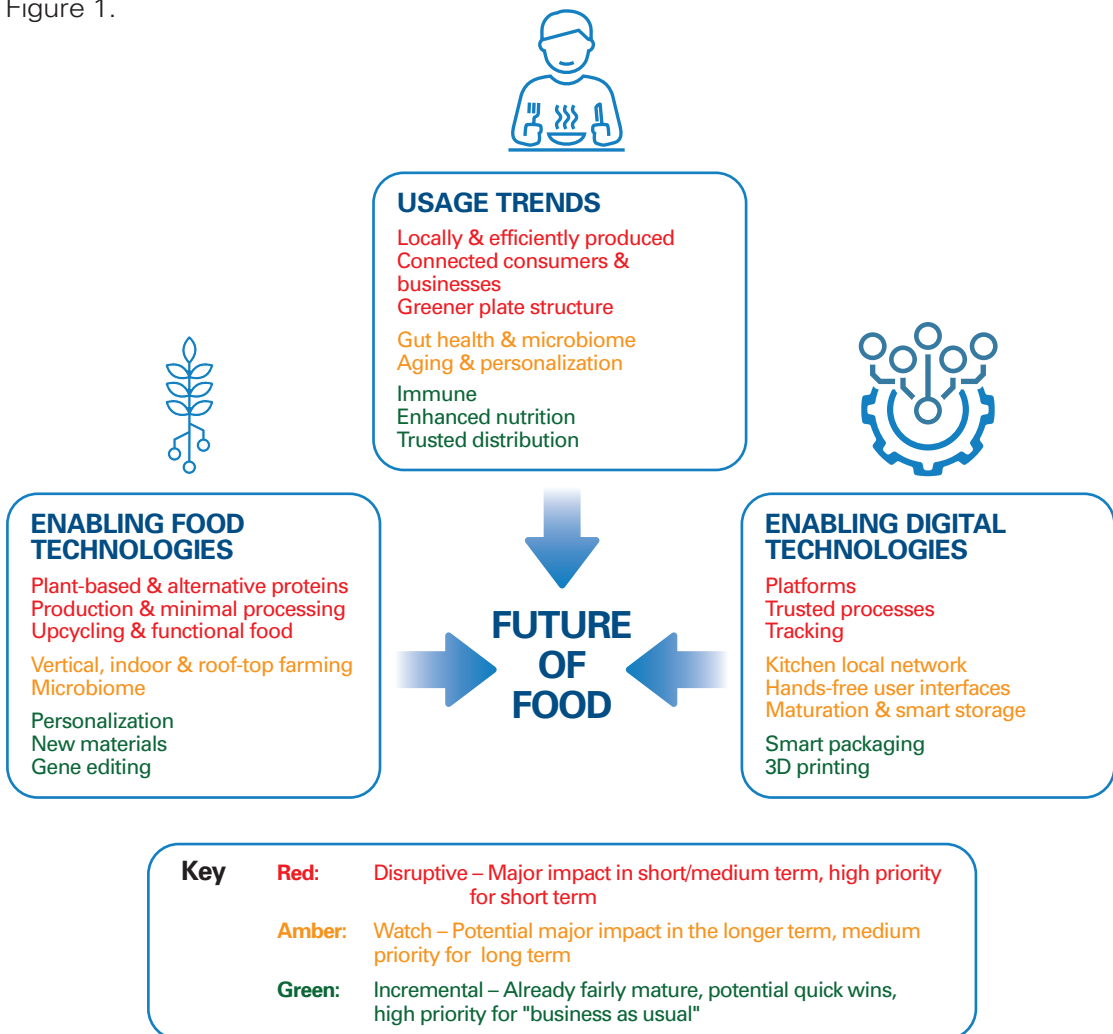 Figure 1.
USAGE TRENDS
Locally & efficiently produced
Connected consumers &
businesses
Greener plate structure
Gut health & microbiome
Aging & personalization
Immune
Enhanced nutrition
Trusted distribution
ENABLING FOOD
TECHNOLOGIES
Plant-based & alternative proteins
Production & minimal processing
Upcycling & functional food
Vertical, indoor & roof-top farming
Microbiome
Personalization
New materials
Gene editing
FUTURE
OF
FOOD
ENABLING DIGITAL
TECHNOLOGIES
Platforms
Trusted processes
Tracking
Kitchen local network
Hands-free user interfaces
Maturation & smart storage
Smart packaging
3D printing
Key
Red: Disruptive – Major impact in short/medium term, high priority
for short term
Amber: Watch – Potential major impact in the longer term, medium
priority for long term
Green: Incremental – Already fairly mature, potential quick wins,
high priority for "business as usual"